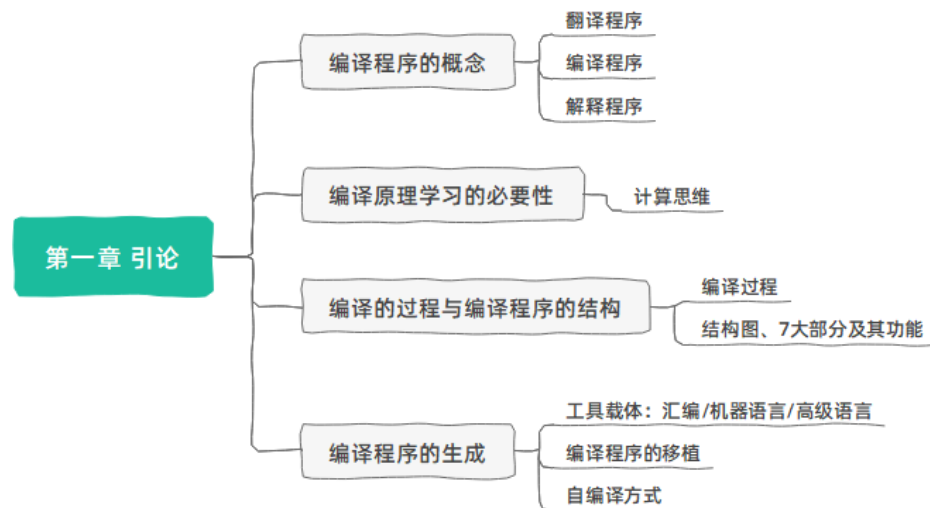 第一章 引论
编译程序的概念
翻译程序
编译程序
解释程序
编译原理学习的必要性
计算思维
编译的过程与编译程序的结构
编译过程
结构图、7大部分及其功能
编译程序的生成
工具载体：汇编/机器语言/高级语言
编译程序的移植
自编译方式